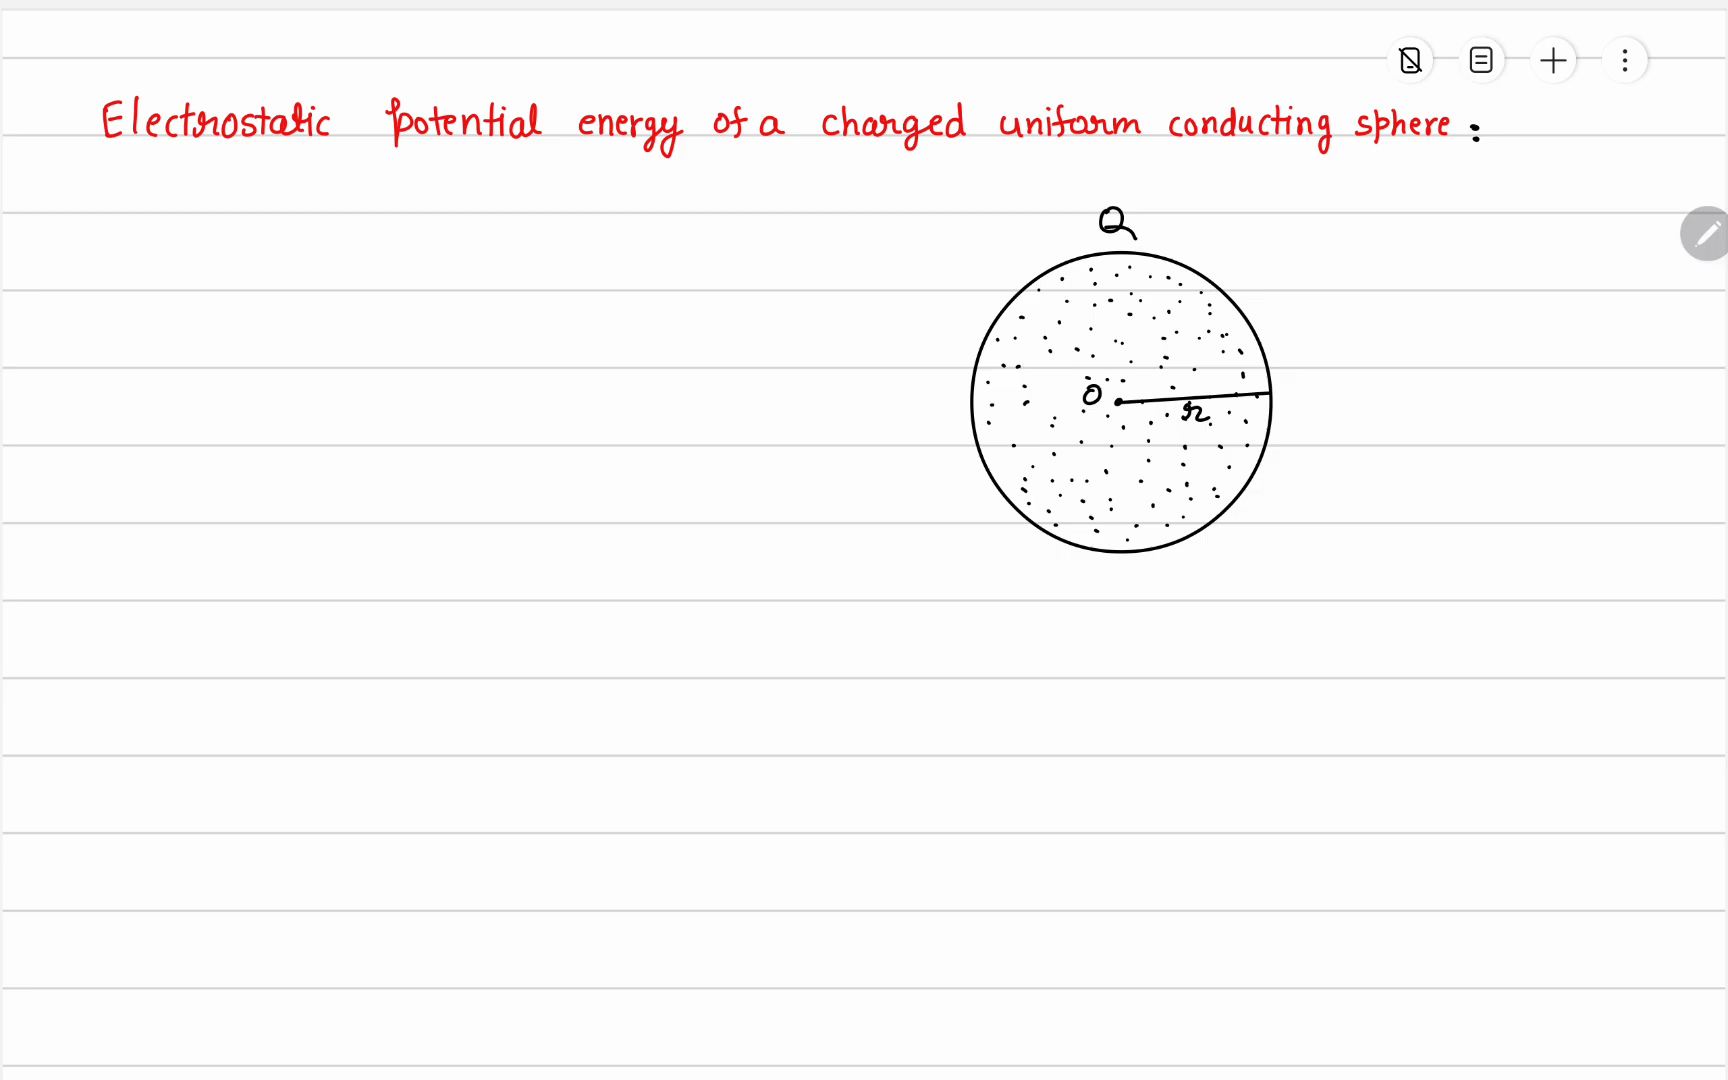 Electrostatic potential energy of a charged uniform conducting sphere :
Q
O
r